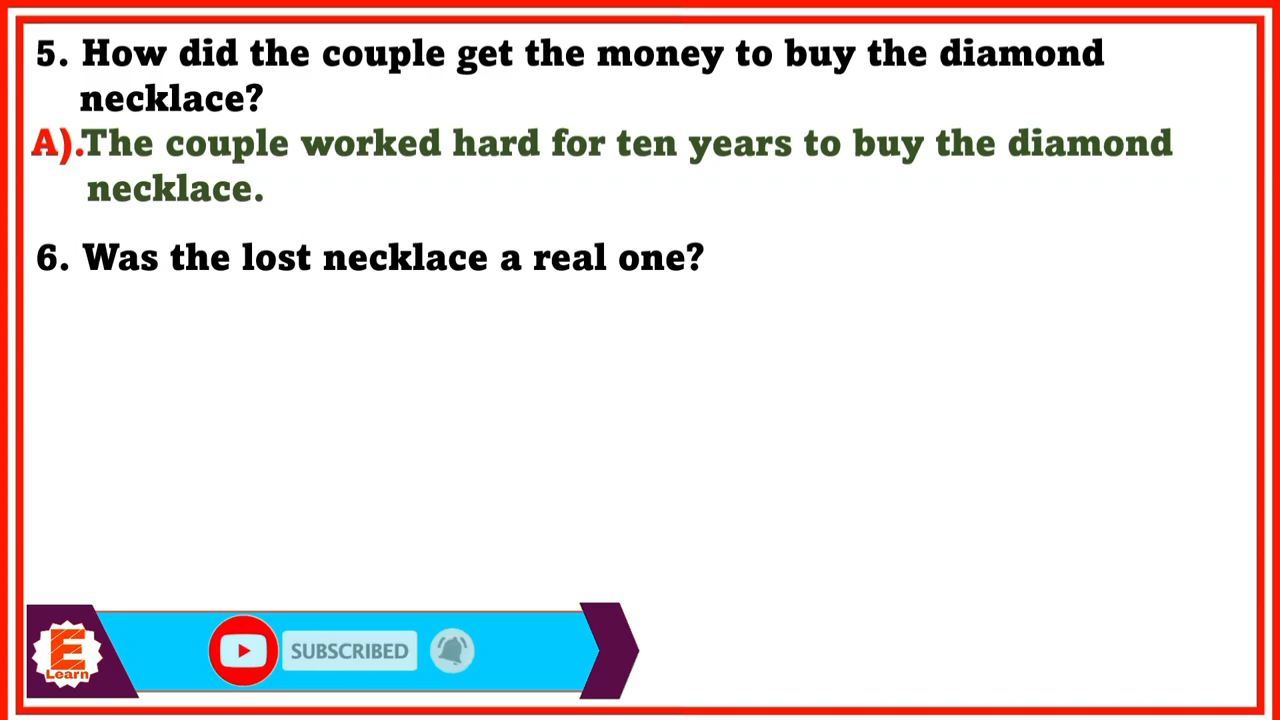 5. How did the couple get the money to buy the diamond
necklace?
A).The couple worked hard for ten years to buy the diamond
necklace.
6. Was the lost necklace a real one?
E
Learn
SUBSCRIBED